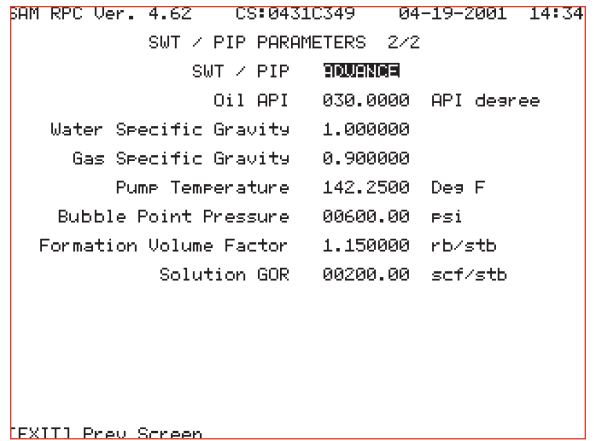 SAM RPC Ver. 4.62 CS:0431C349 04-19-2001 14:34
SWT / PIP PARAMETERS 2/2
SWT / PIP ADVANCE
Oil API 030.0000 API degree
Water Specific Gravity 1.000000
Gas Specific Gravity 0.900000
Pump Temperature 142.2500 Deg F
Bubble Point Pressure 00600.00 psi
Formation Volume Factor 1.150000 rb/stb
Solution GOR 00200.00 scf/stb
[EXIT] Prev Screen